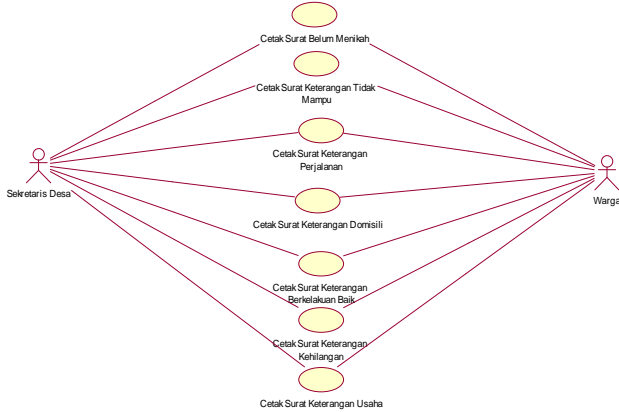 Cetak Surat Belum Menikah
Cetak Surat Keterangan Tidak
Mampu
Cetak Surat Keterangan
Perjalanan
Sekretaris Desa
Warga
Cetak Surat Keterangan Domisili
Cetak Surat Keterangan
Berkelakuan Baik
Cetak Surat Keterangan
Kehilangan
Cetak Surat Keterangan Usaha